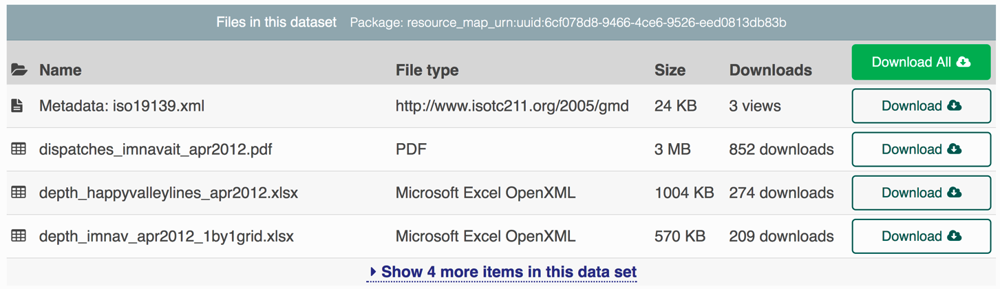 Files in this dataset Package: resource_map_urn:uuid:6cf078d8-9466-4ce6-9526-eed0813db83b
Name File type Size Downloads Download All
Metadata: iso19139.xml http://www.isotc211.org/2005/gmd 24 KB 3 views Download
dispatches_imnavait_apr2012.pdf PDF 3 MB 852 downloads Download
depth_happyvalleylines_apr2012.xlsx Microsoft Excel OpenXML 1004 KB 274 downloads Download
depth_imnav_apr2012_1by1grid.xlsx Microsoft Excel OpenXML 570 KB 209 downloads Download
Show 4 more items in this data set